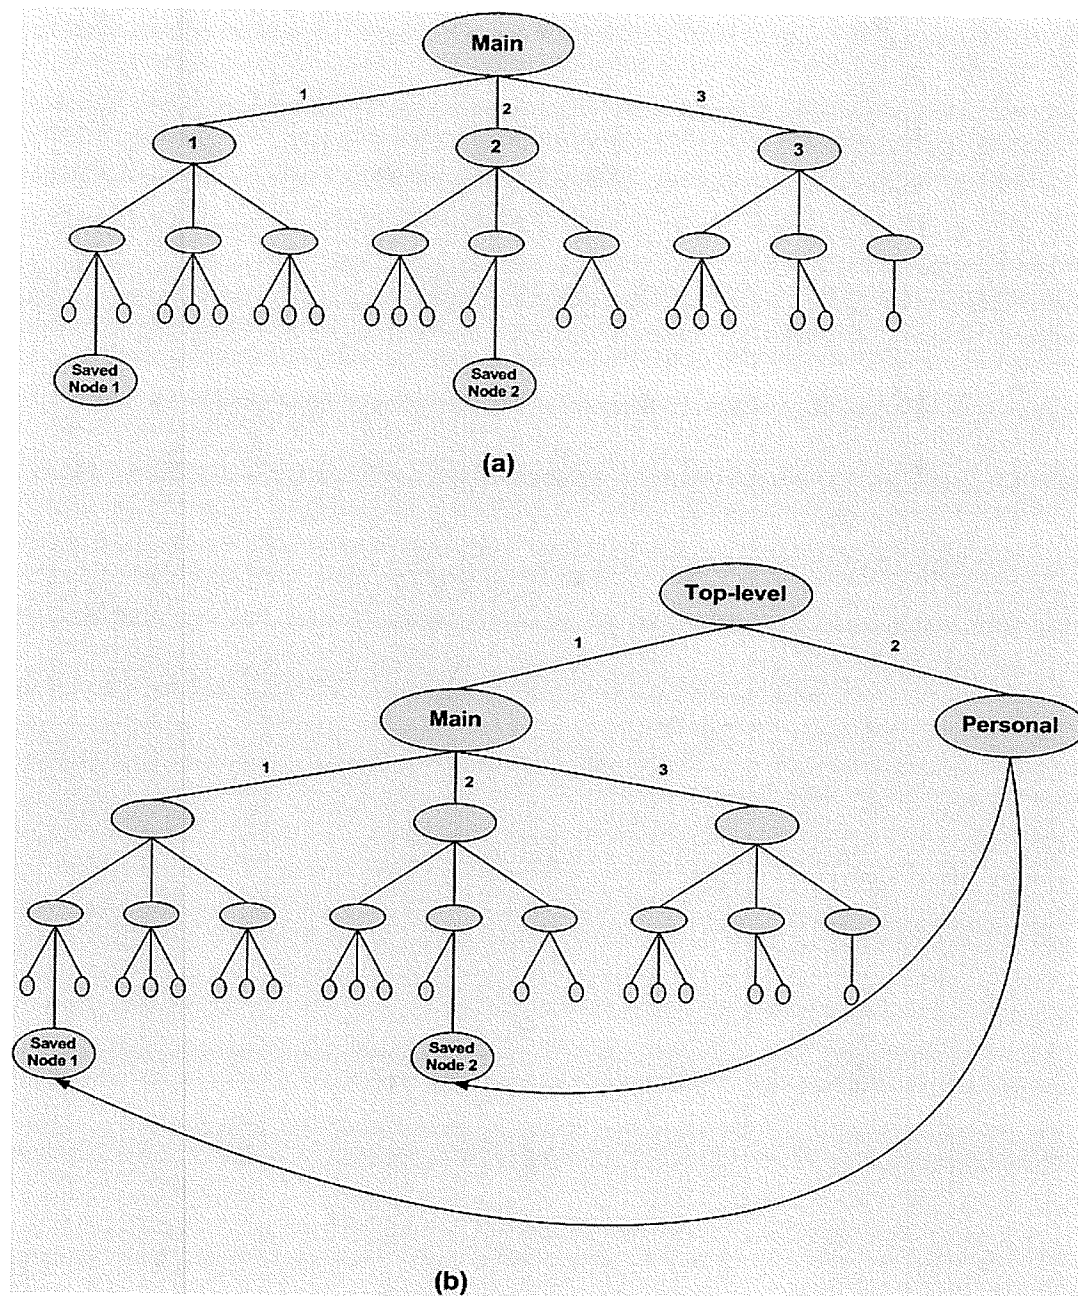 Main
1
2
3
1
2
3
Saved
Node 1
Saved
Node 2
(a)
Top-level
1
2
Main
Personal
1
2
3
Saved
Node 1
Saved
Node 2
(b)